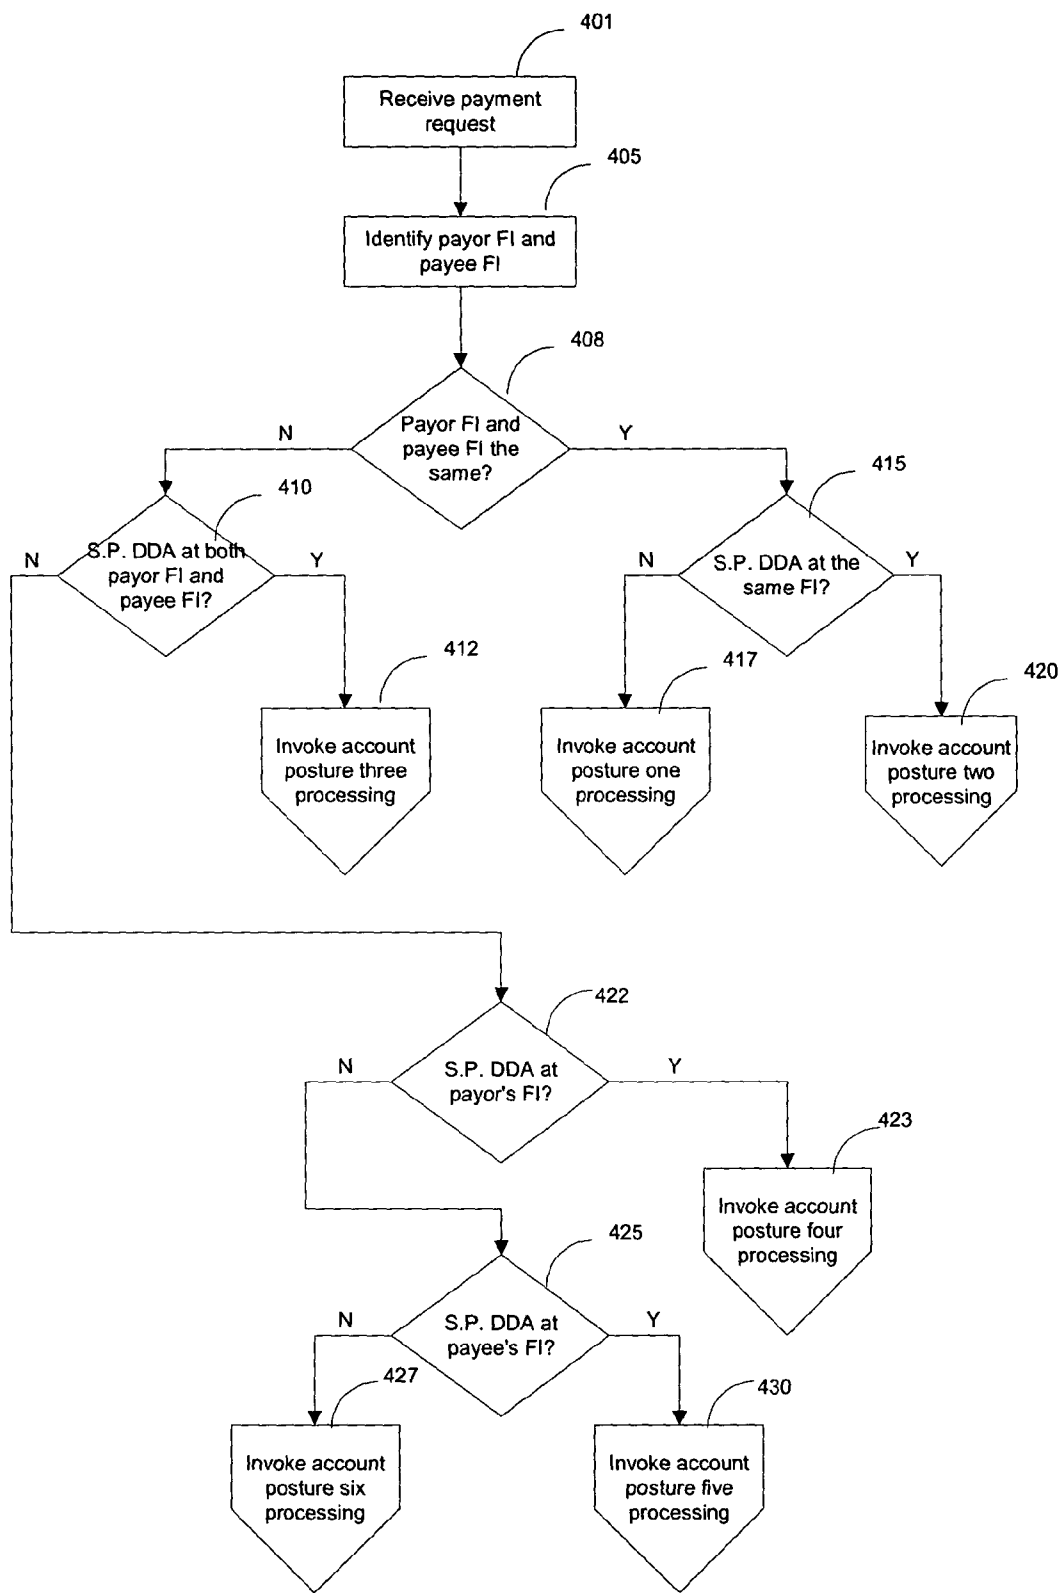 401
Receive payment
request
405
Identify payor FI and
payee FI
408
Payor FI and
payee FI the
same?
N
Y
410
415
S.P. DDA at both
payor FI and
payee FI?
N
Y
S.P. DDA at the
same FI?
N
Y
412
417
420
Invoke account
posture three
processing
Invoke account
posture one
processing
Invoke account
posture two
processing
422
S.P. DDA at
payor's FI?
N
Y
423
Invoke account
posture four
processing
425
S.P. DDA at
payee's FI?
N
Y
427
430
Invoke account
posture six
processing
Invoke account
posture five
processing